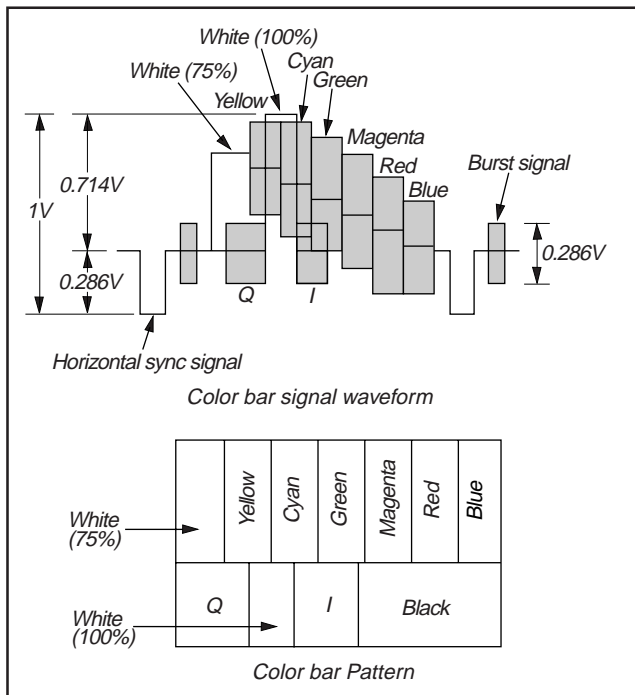 White (100%)
Cyan
White (75%)
Green
Yellow
Magenta
Red
Burst signal
Blue
0.714V
1V
0.286V
0.286V
Q
I
Horizontal sync signal
Color bar signal waveform
Yellow
Cyan
Green
Magenta
Red
Blue
White
(75%)
Q
I
Black
White
(100%)
Color bar Pattern